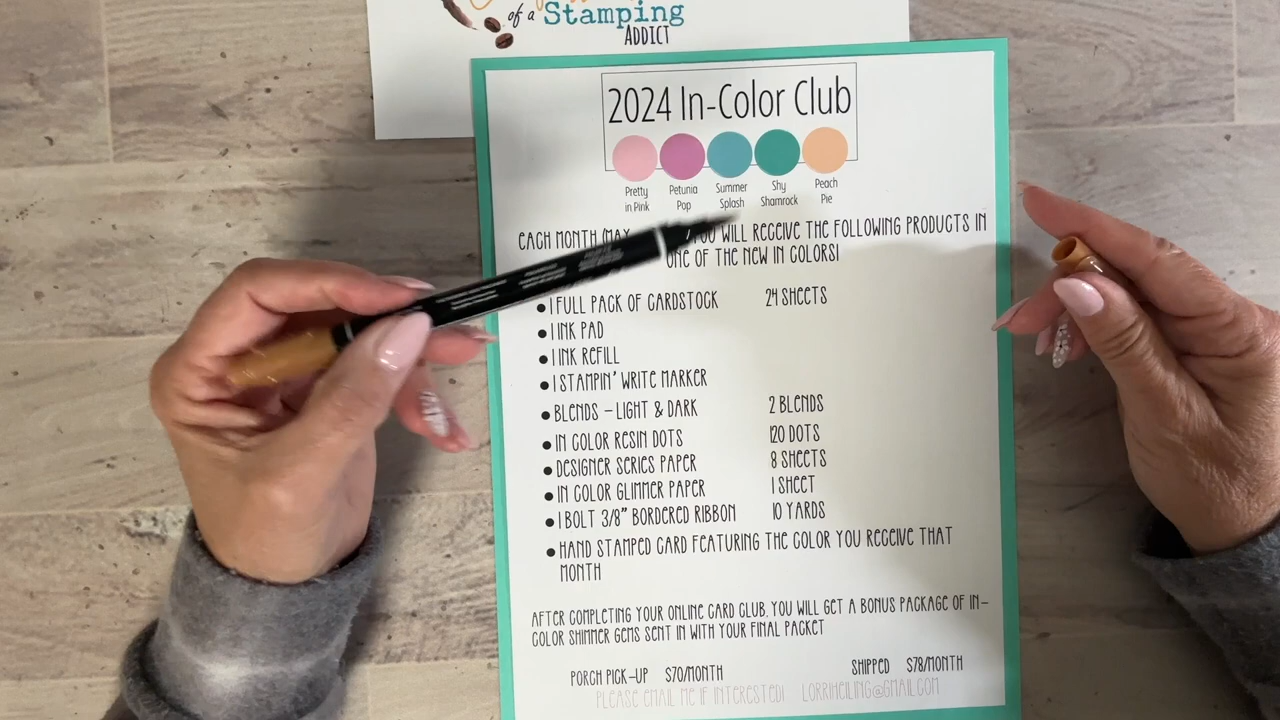 of a Stamping
ADDICT
2024 In-Color Club
Pretty in Pink
Petunia Pop
Summer Splash
Shy Shamrock
Peach Pie
EACH MONTH (MAY YOU WILL RECEIVE THE FOLLOWING PRODUCTS IN
ONE OF THE NEW IN COLORS!
• 1 FULL PACK OF CARDSTOCK 24 SHEETS
• 1 INK PAD
• 1 INK REFILL
• 1 STAMPIN' WRITE MARKER
• BLENDS – LIGHT & DARK 2 BLENDS
• IN COLOR RESIN DOTS 120 DOTS
• DESIGNER SERIES PAPER 8 SHEETS
• IN COLOR GLIMMER PAPER 1 SHEET
• 1 BOLT 3/8" BORDERED RIBBON 10 YARDS
• HAND STAMPED CARD FEATURING THE COLOR YOU RECEIVE THAT
MONTH
AFTER COMPLETING YOUR ONLINE CARD CLUB, YOU WILL GET A BONUS PACKAGE OF IN-
COLOR SHIMMER GEMS SENT IN WITH YOUR FINAL PACKET
PORCH PICK-UP $70/MONTH SHIPPED $78/MONTH
PLEASE EMAIL ME IF INTERESTED! LORRIHEILING@GMAIL.COM